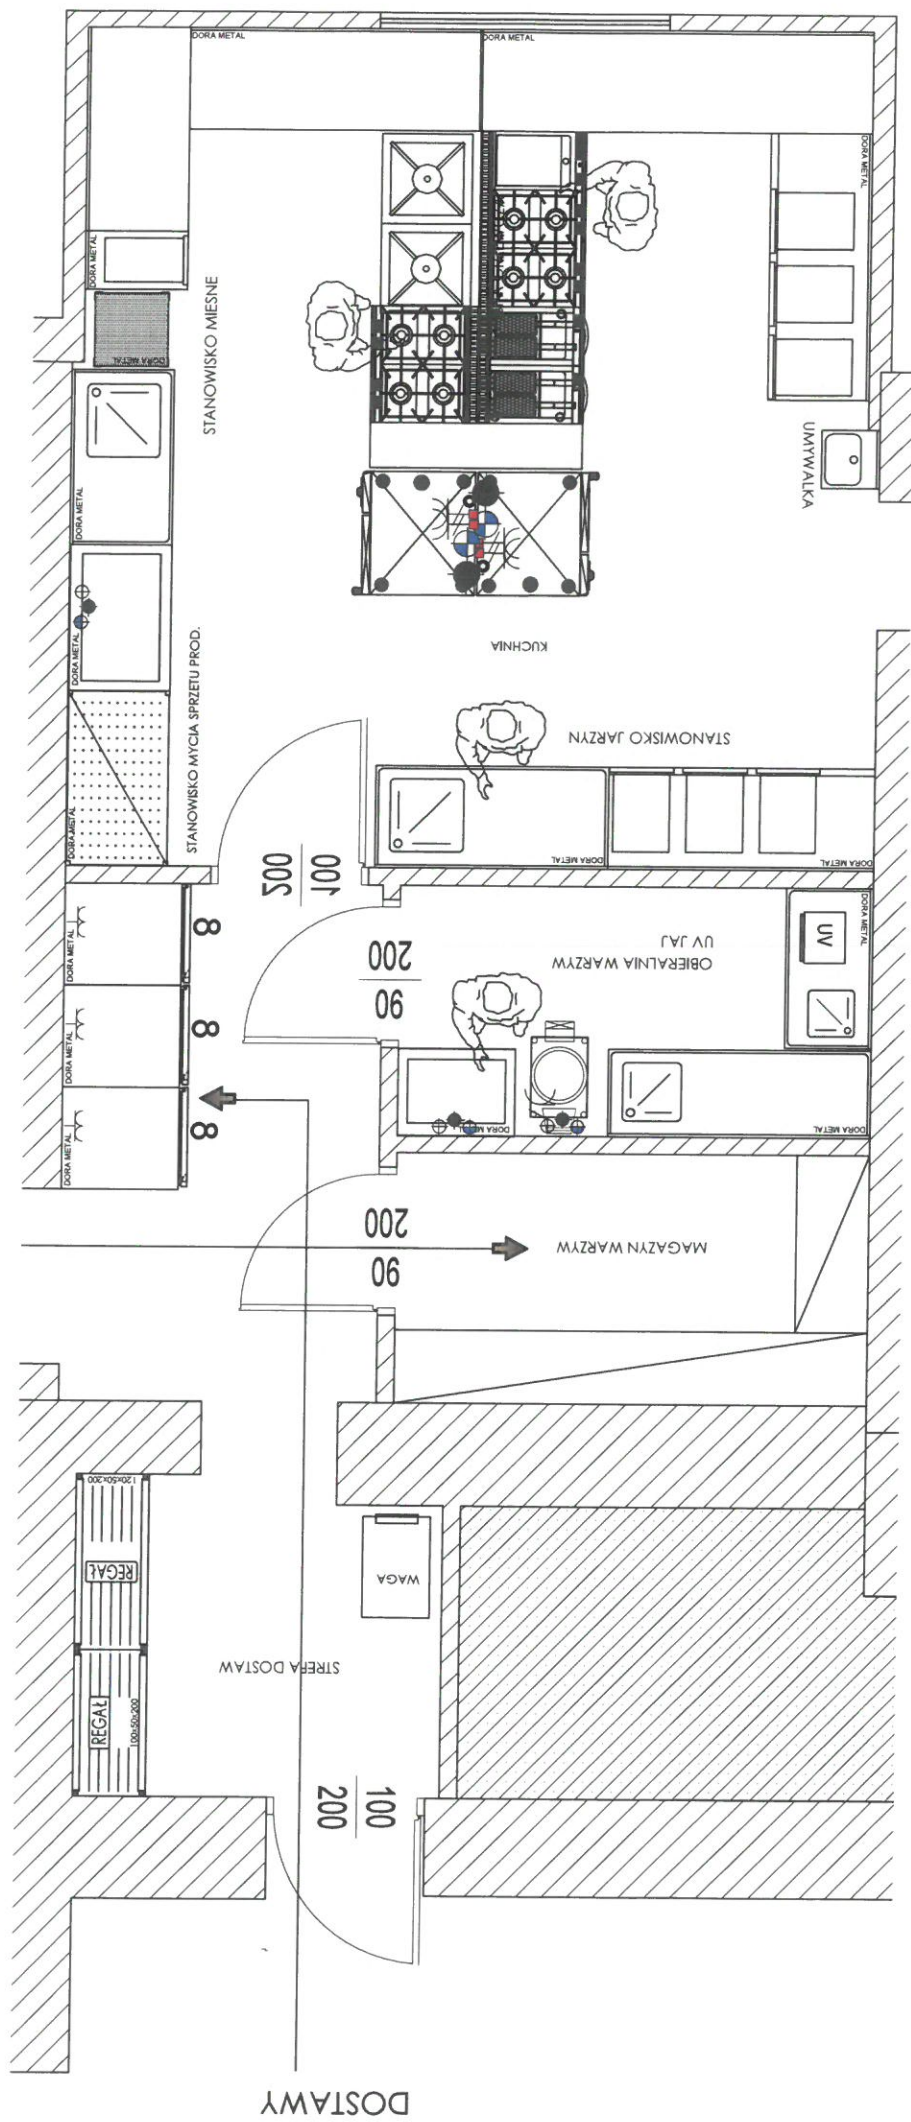 DORA METAL
DORA METAL
DORA METAL
DORA METAL
DORA METAL
STANOWISKO MIESNE
UMYWALKA
DORA METAL
DORA METAL
KUCHNIA
STANOWISKO MYCIA SPRZETU PROD.
STANOWISKO JARZYN
DORA METAL
DORA METAL
DORA METAL
100
200
DORA METAL
8
DORA METAL
8
DORA METAL
8
90
200
OBIERALNIA WARZYW
UV JAJ
UV
DORA METAL
DORA METAL
DORA METAL
90
200
MAGAZYN WARZYW
120x50x200
REGAŁ
REGAŁ
100x50x200
WAGA
STREFA DOSTAW
100
200
DOSTAWY